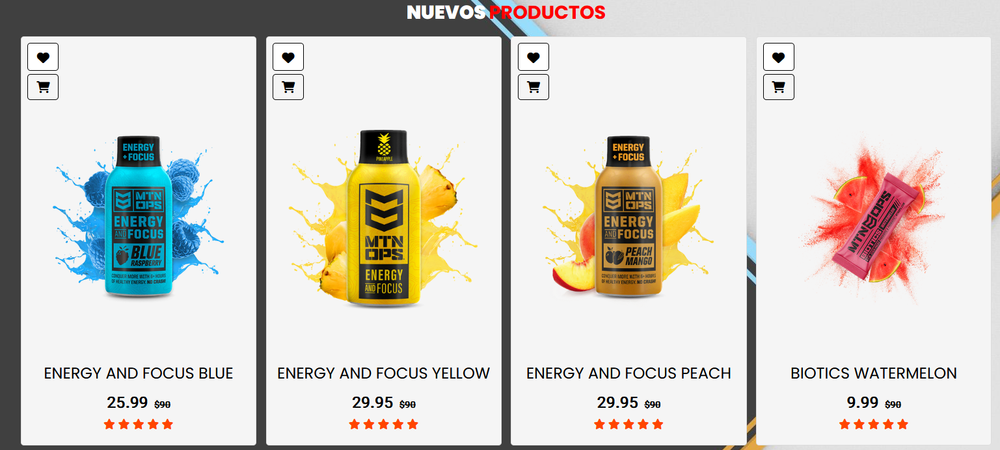 NUEVOS PRODUCTOS
ENERGY
+ FOCUS
MTN
OPS
ENERGY
AND FOCUS
BLUE
RASPBERRY
CONQUER MORE WITH 6+ HOURS
OF HEALTHY ENERGY. NO CRASH!
ENERGY AND FOCUS BLUE
25.99 $90
PINEAPPLE
MTN
OPS
ENERGY
AND FOCUS
ENERGY AND FOCUS YELLOW
29.95 $90
ENERGY
+ FOCUS
MTN
OPS
ENERGY
AND FOCUS
PEACH
MANGO
CONQUER MORE WITH 6+ HOURS
OF HEALTHY ENERGY. NO CRASH!
ENERGY AND FOCUS PEACH
29.95 $90
MTN OPS
BIOTICS
BIOTICS WATERMELON
9.99 $90